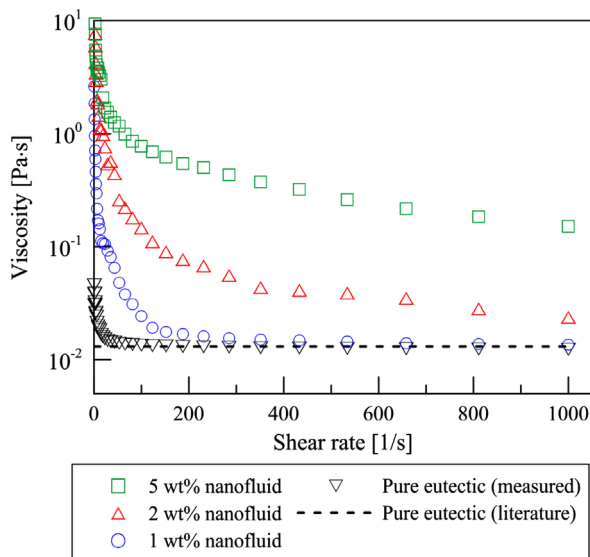 10¹
10⁰
10⁻¹
10⁻²
Viscosity [Pa·s]
0 200 400 600 800 1000
Shear rate [1/s]
5 wt% nanofluid
2 wt% nanofluid
1 wt% nanofluid
Pure eutectic (measured)
Pure eutectic (literature)